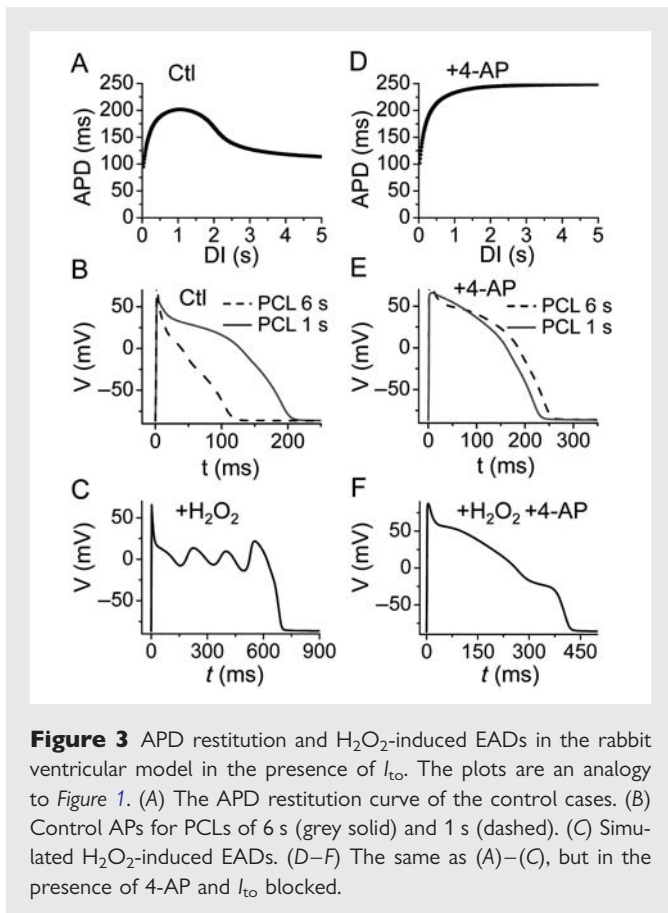 A
Ctl
APD (ms)
250
200
150
100
50
0
0 1 2 3 4 5
DI (s)
D
+4-AP
APD (ms)
250
200
150
100
50
0
0 1 2 3 4 5
DI (s)
B
Ctl
PCL 6 s
PCL 1 s
V (mV)
50
0
−50
0 100 200
t (ms)
E
+4-AP
PCL 6 s
PCL 1 s
V (mV)
50
0
−50
0 100 200 300
t (ms)
C
+H₂O₂
V (mV)
50
0
−50
0 300 600 900
t (ms)
F
+H₂O₂ +4-AP
V (mV)
50
0
−50
0 150 300 450
t (ms)
Figure 3 APD restitution and H₂O₂-induced EADs in the rabbit
ventricular model in the presence of Ito. The plots are an analogy
to Figure 1. (A) The APD restitution curve of the control cases. (B)
Control APs for PCLs of 6 s (grey solid) and 1 s (dashed). (C) Simu-
lated H₂O₂-induced EADs. (D–F) The same as (A)–(C), but in the
presence of 4-AP and Ito blocked.